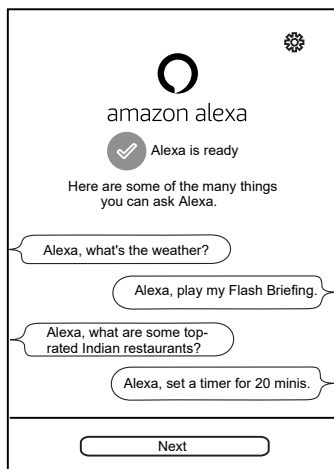 amazon alexa
Alexa is ready
Here are some of the many things
you can ask Alexa.
Alexa, what's the weather?
Alexa, play my Flash Briefing.
Alexa, what are some top-
rated Indian restaurants?
Alexa, set a timer for 20 minis.
Next